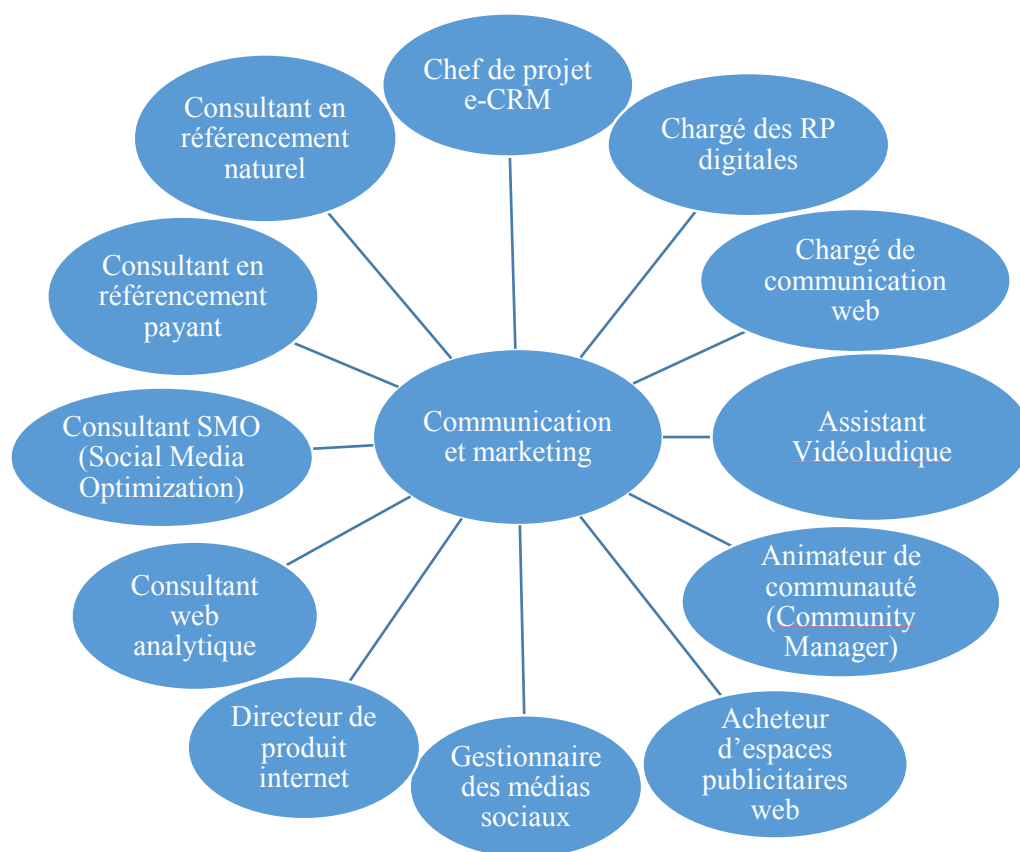 Chef de projet
e-CRM
Chargé des RP
digitales
Chargé de
communication
web
Assistant
Vidéoludique
Animateur de
communauté
(Community
Manager)
Acheteur
d’espaces
publicitaires
web
Gestionnaire
des médias
sociaux
Directeur de
produit
internet
Consultant
web
analytique
Consultant SMO
(Social Media
Optimization)
Consultant en
référencement
payant
Consultant en
référencement
naturel
Communication
et marketing